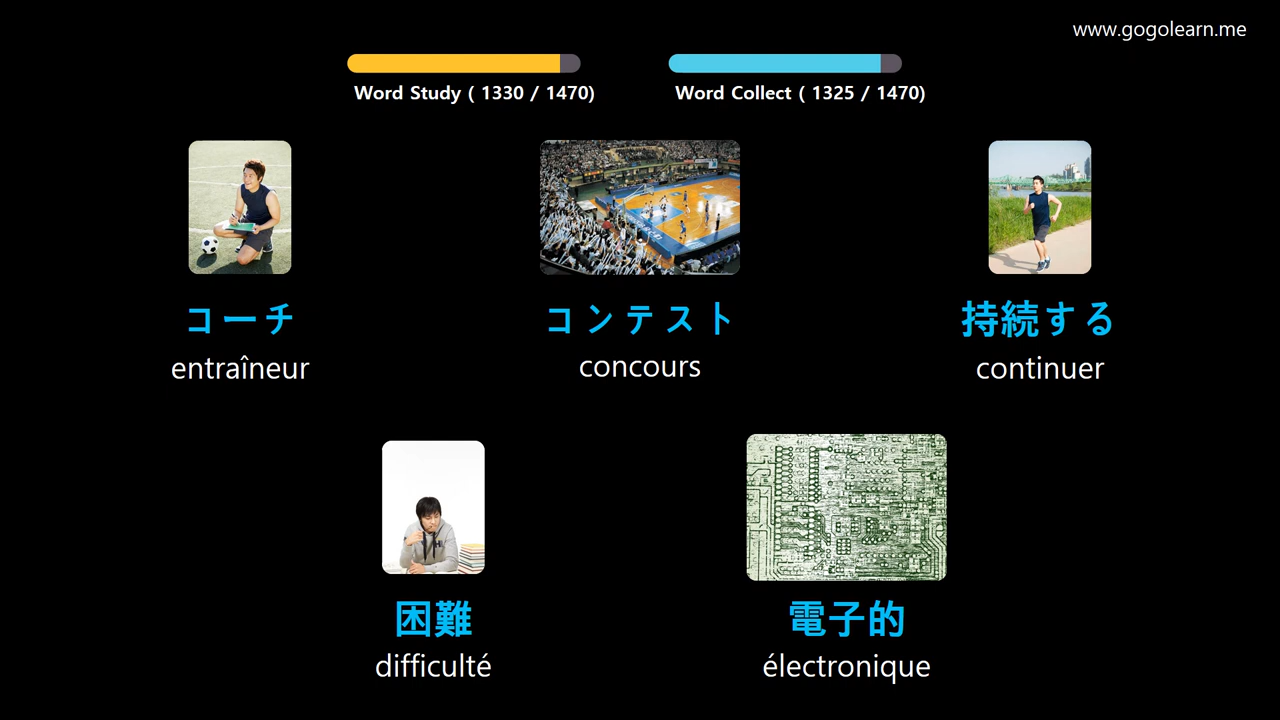 www.gogolearn.me
Word Study ( 1330 / 1470)
Word Collect ( 1325 / 1470)
コーチ
entraîneur
コンテスト
concours
持続する
continuer
困難
difficulté
電子的
électronique